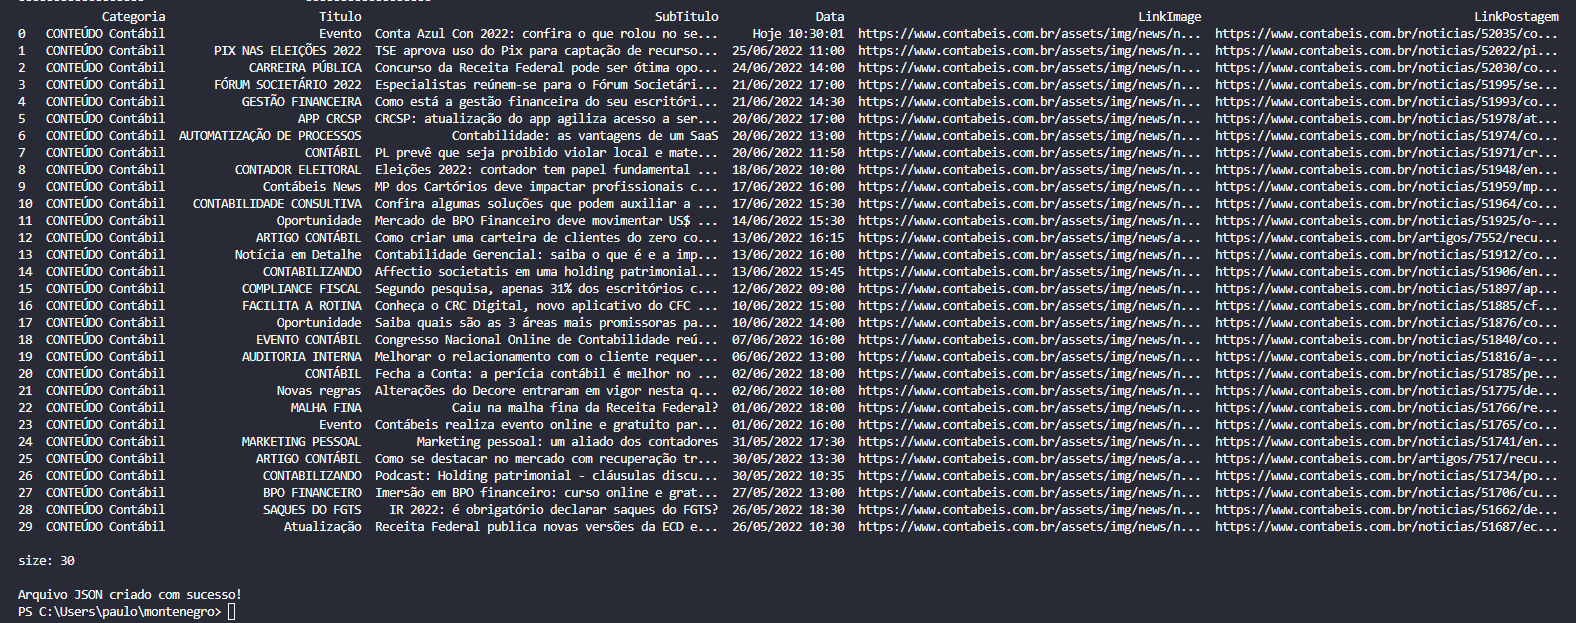 Categoria Titulo SubTitulo Data LinkImage LinkPostagem
0 CONTEÚDO Contábil Evento Conta Azul Con 2022: confira o que rolou no se... Hoje 10:30:01 https://www.contabeis.com.br/assets/img/news/n... https://www.contabeis.com.br/noticias/52035/co...
1 CONTEÚDO Contábil PIX NAS ELEIÇÕES 2022 TSE aprova uso do Pix para captação de recurso... 25/06/2022 11:00 https://www.contabeis.com.br/assets/img/news/n... https://www.contabeis.com.br/noticias/52022/pi...
2 CONTEÚDO Contábil CARREIRA PÚBLICA Concurso da Receita Federal pode ser ótima opo... 24/06/2022 14:00 https://www.contabeis.com.br/assets/img/news/n... https://www.contabeis.com.br/noticias/52030/co...
3 CONTEÚDO Contábil FÓRUM SOCIETÁRIO 2022 Especialistas reúnem-se para o Fórum Societári... 21/06/2022 17:00 https://www.contabeis.com.br/assets/img/news/n... https://www.contabeis.com.br/noticias/51995/se...
4 CONTEÚDO Contábil GESTÃO FINANCEIRA Como está a gestão financeira do seu escritóri... 21/06/2022 14:30 https://www.contabeis.com.br/assets/img/news/n... https://www.contabeis.com.br/noticias/51993/co...
5 CONTEÚDO Contábil APP CRCSP CRCSP: atualização do app agiliza acesso a ser... 20/06/2022 17:00 https://www.contabeis.com.br/assets/img/news/n... https://www.contabeis.com.br/noticias/51978/at...
6 CONTEÚDO Contábil AUTOMATIZAÇÃO DE PROCESSOS Contabilidade: as vantagens de um SaaS 20/06/2022 13:00 https://www.contabeis.com.br/assets/img/news/n... https://www.contabeis.com.br/noticias/51974/co...
7 CONTEÚDO Contábil CONTÁBIL PL prevê que seja proibido violar local e mate... 20/06/2022 11:50 https://www.contabeis.com.br/assets/img/news/n... https://www.contabeis.com.br/noticias/51971/cr...
8 CONTEÚDO Contábil CONTADOR ELEITORAL Eleições 2022: contador tem papel fundamental ... 18/06/2022 10:00 https://www.contabeis.com.br/assets/img/news/n... https://www.contabeis.com.br/noticias/51948/en...
9 CONTEÚDO Contábil Contábeis News MP dos Cartórios deve impactar profissionais c... 17/06/2022 16:00 https://www.contabeis.com.br/assets/img/news/n... https://www.contabeis.com.br/noticias/51959/mp...
10 CONTEÚDO Contábil CONTABILIDADE CONSULTIVA Confira algumas soluções que podem auxiliar a ... 17/06/2022 15:30 https://www.contabeis.com.br/assets/img/news/n... https://www.contabeis.com.br/noticias/51964/co...
11 CONTEÚDO Contábil Oportunidade Mercado de BPO Financeiro deve movimentar US$ ... 14/06/2022 15:30 https://www.contabeis.com.br/assets/img/news/n... https://www.contabeis.com.br/noticias/51925/o-...
12 CONTEÚDO Contábil ARTIGO CONTÁBIL Como criar uma carteira de clientes do zero co... 13/06/2022 16:15 https://www.contabeis.com.br/assets/img/news/a... https://www.contabeis.com.br/artigos/7552/recu...
13 CONTEÚDO Contábil Notícia em Detalhe Contabilidade Gerencial: saiba o que é e a imp... 13/06/2022 16:00 https://www.contabeis.com.br/assets/img/news/n... https://www.contabeis.com.br/noticias/51912/co...
14 CONTEÚDO Contábil CONTABILIZANDO Affectio societatis em uma holding patrimonial... 13/06/2022 15:45 https://www.contabeis.com.br/assets/img/news/n... https://www.contabeis.com.br/noticias/51906/en...
15 CONTEÚDO Contábil COMPLIANCE FISCAL Segundo pesquisa, apenas 31% dos escritórios c... 12/06/2022 09:00 https://www.contabeis.com.br/assets/img/news/n... https://www.contabeis.com.br/noticias/51897/ap...
16 CONTEÚDO Contábil FACILITA A ROTINA Conheça o CRC Digital, novo aplicativo do CFC ... 10/06/2022 15:00 https://www.contabeis.com.br/assets/img/news/n... https://www.contabeis.com.br/noticias/51885/cf...
17 CONTEÚDO Contábil Oportunidade Saiba quais são as 3 áreas mais promissoras pa... 10/06/2022 14:00 https://www.contabeis.com.br/assets/img/news/n... https://www.contabeis.com.br/noticias/51876/co...
18 CONTEÚDO Contábil EVENTO CONTÁBIL Congresso Nacional Online de Contabilidade reú... 07/06/2022 16:00 https://www.contabeis.com.br/assets/img/news/n... https://www.contabeis.com.br/noticias/51840/co...
19 CONTEÚDO Contábil AUDITORIA INTERNA Melhorar o relacionamento com o cliente requer... 06/06/2022 13:00 https://www.contabeis.com.br/assets/img/news/n... https://www.contabeis.com.br/noticias/51816/a-...
20 CONTEÚDO Contábil CONTÁBIL Fecha a Conta: a perícia contábil é melhor no ... 02/06/2022 18:00 https://www.contabeis.com.br/assets/img/news/n... https://www.contabeis.com.br/noticias/51785/pe...
21 CONTEÚDO Contábil Novas regras Alterações do Decore entraram em vigor nesta q... 02/06/2022 10:00 https://www.contabeis.com.br/assets/img/news/n... https://www.contabeis.com.br/noticias/51775/de...
22 CONTEÚDO Contábil MALHA FINA Caiu na malha fina da Receita Federal? 01/06/2022 18:00 https://www.contabeis.com.br/assets/img/news/n... https://www.contabeis.com.br/noticias/51766/re...
23 CONTEÚDO Contábil Evento Contábeis realiza evento online e gratuito par... 01/06/2022 16:00 https://www.contabeis.com.br/assets/img/news/n... https://www.contabeis.com.br/noticias/51765/co...
24 CONTEÚDO Contábil MARKETING PESSOAL Marketing pessoal: um aliado dos contadores 31/05/2022 17:30 https://www.contabeis.com.br/assets/img/news/n... https://www.contabeis.com.br/noticias/51741/en...
25 CONTEÚDO Contábil ARTIGO CONTÁBIL Como se destacar no mercado com recuperação tr... 30/05/2022 13:30 https://www.contabeis.com.br/assets/img/news/a... https://www.contabeis.com.br/artigos/7517/recu...
26 CONTEÚDO Contábil CONTABILIZANDO Podcast: Holding patrimonial - cláusulas discu... 30/05/2022 10:35 https://www.contabeis.com.br/assets/img/news/n... https://www.contabeis.com.br/noticias/51734/po...
27 CONTEÚDO Contábil BPO FINANCEIRO Imersão em BPO financeiro: curso online e grat... 27/05/2022 13:00 https://www.contabeis.com.br/assets/img/news/n... https://www.contabeis.com.br/noticias/51706/cu...
28 CONTEÚDO Contábil SAQUES DO FGTS IR 2022: é obrigatório declarar saques do FGTS? 26/05/2022 18:30 https://www.contabeis.com.br/assets/img/news/n... https://www.contabeis.com.br/noticias/51662/de...
29 CONTEÚDO Contábil Atualização Receita Federal publica novas versões da ECD e... 26/05/2022 10:30 https://www.contabeis.com.br/assets/img/news/n... https://www.contabeis.com.br/noticias/51687/ec...
size: 30
Arquivo JSON criado com sucesso!
PS C:\Users\paulo\montenegro>